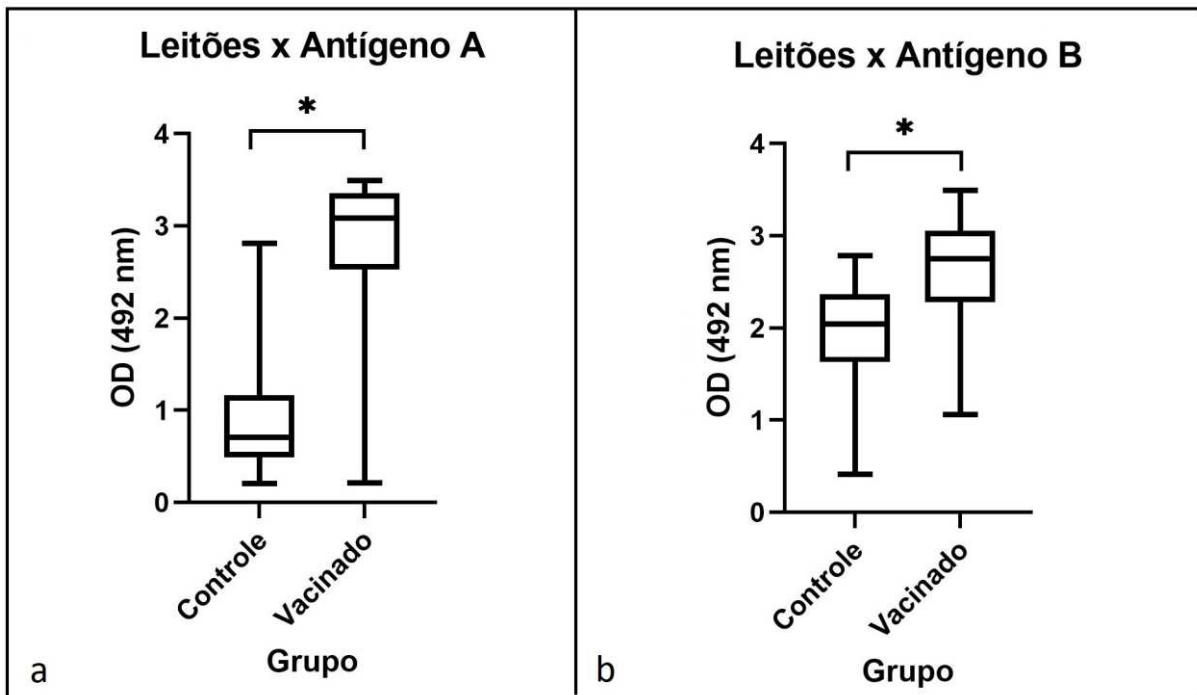 Leitões x Antígeno A
*
4
3
2
1
0
OD (492 nm)
Controle
Vacinado
Grupo
a
Leitões x Antígeno B
*
4
3
2
1
0
OD (492 nm)
Controle
Vacinado
Grupo
b